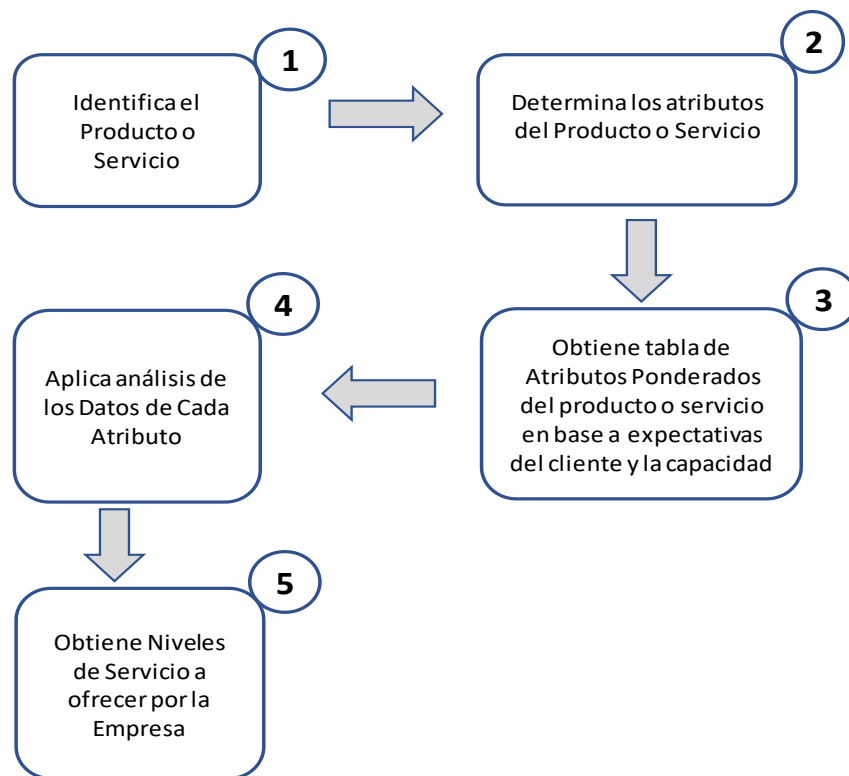 1
Identifica el
Producto o
Servicio
2
Determina los atributos
del Producto o Servicio
3
Obtiene tabla de
Atributos Ponderados
del producto o servicio
en base a expectativas
del cliente y la capacidad
4
Aplica análisis de
los Datos de Cada
Atributo
5
Obtiene Niveles
de Servicio a
ofrecer por la
Empresa